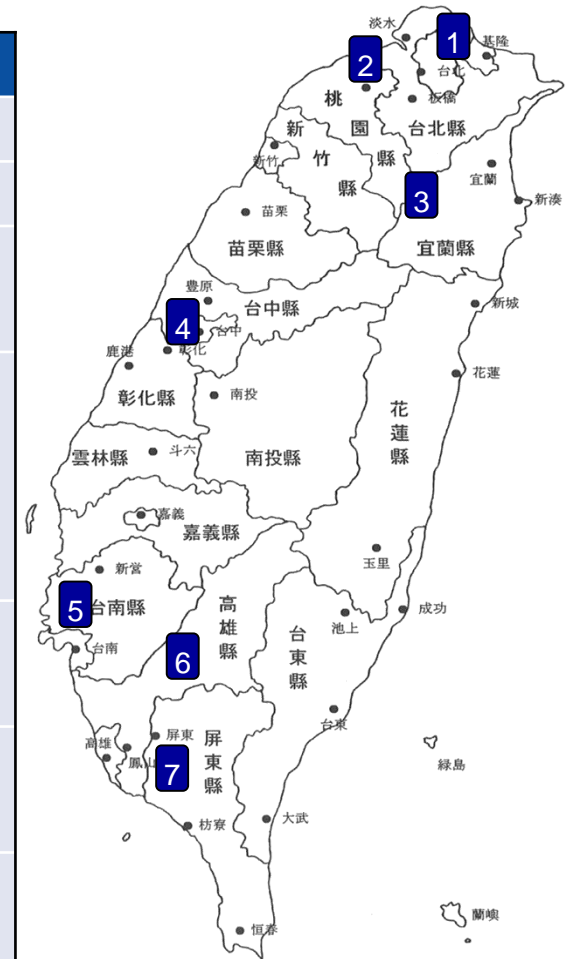 淡水
1
基隆
2
台北
桃園縣
板橋
台北縣
新竹縣
新竹
宜蘭
3
新湊
苗栗
苗栗縣
宜蘭縣
豊原
台中縣
新城
4
台中
鹿港
彰化
花蓮
彰化縣
南投
花蓮縣
雲林縣
斗六
南投縣
嘉義
嘉義縣
玉里
新営
5
台南縣
高雄縣
池上
成功
台東縣
台南
6
台東
屏東
屏東縣
高雄
鳳山
7
緑島
枋寮
大武
蘭嶼
恒春